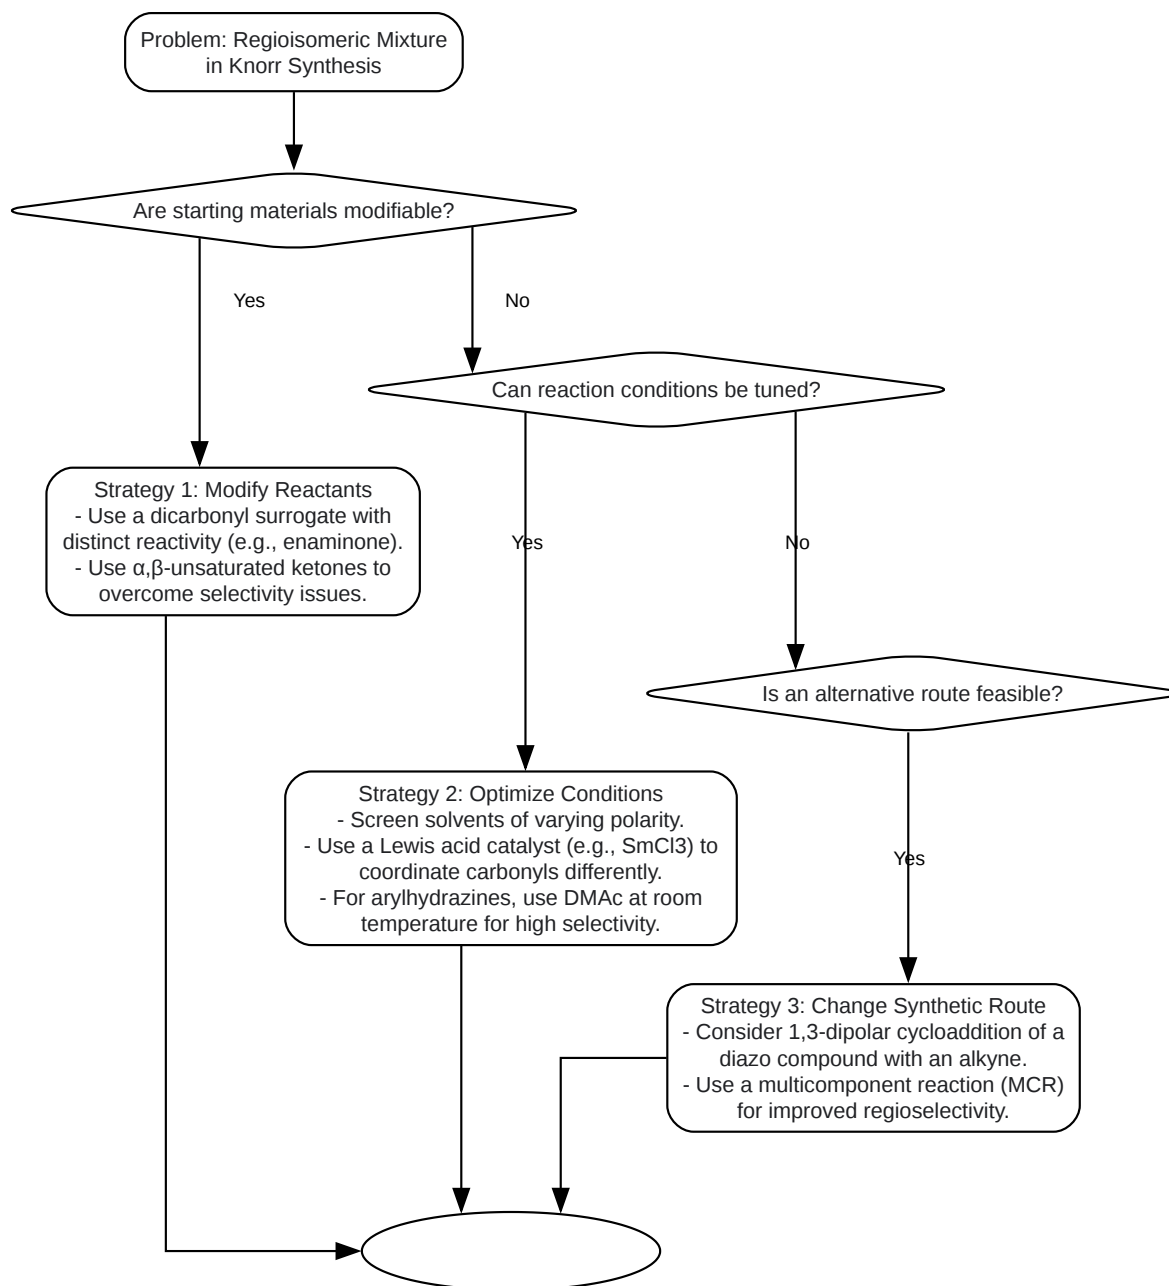 Problem: Regioisomeric Mixture
in Knorr Synthesis
Are starting materials modifiable?
Yes
No
Can reaction conditions be tuned?
Strategy 1: Modify Reactants
- Use a dicarbonyl surrogate with
distinct reactivity (e.g., enaminone).
- Use α,β-unsaturated ketones to
overcome selectivity issues.
Yes
No
Is an alternative route feasible?
Strategy 2: Optimize Conditions
- Screen solvents of varying polarity.
- Use a Lewis acid catalyst (e.g., SmCl3) to
coordinate carbonyls differently.
- For arylhydrazines, use DMAc at room
temperature for high selectivity.
Yes
Strategy 3: Change Synthetic Route
- Consider 1,3-dipolar cycloaddition of a
diazo compound with an alkyne.
- Use a multicomponent reaction (MCR)
for improved regioselectivity.